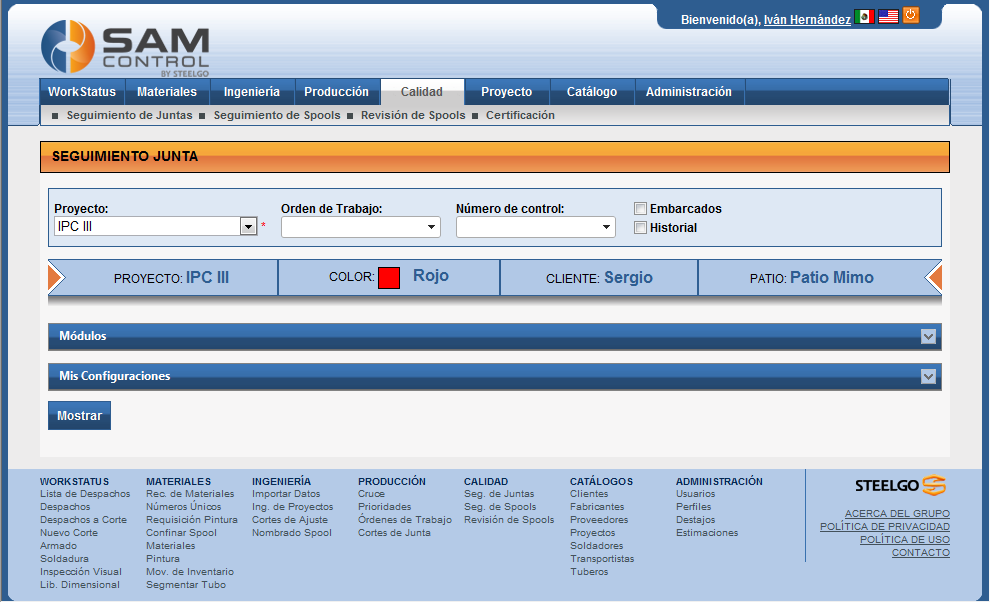 Bienvenido(a), Iván Hernández
SAM
CONTROL
BY STEELGO
WorkStatus Materiales Ingeniería Producción Calidad Proyecto Catálogo Administración
Seguimiento de Juntas Seguimiento de Spools Revisión de Spools Certificación
SEGUIMIENTO JUNTA
Proyecto: Orden de Trabajo: Número de control: Embarcados
IPC III * Historial
PROYECTO: IPC III COLOR: Rojo CLIENTE: Sergio PATIO: Patio Mimo
Módulos
Mis Configuraciones
Mostrar
WORKSTATUS
Lista de Despachos
Despachos
Despachos a Corte
Nuevo Corte
Armado
Soldadura
Inspección Visual
Lib. Dimensional
MATERIALES
Rec. de Materiales
Números Únicos
Requisición Pintura
Confinar Spool
Materiales
Pintura
Mov. de Inventario
Segmentar Tubo
INGENIERÍA
Importar Datos
Ing. de Proyectos
Cortes de Ajuste
Nombrado Spool
PRODUCCIÓN
Cruce
Prioridades
Órdenes de Trabajo
Cortes de Junta
CALIDAD
Seg. de Juntas
Seg. de Spools
Revisión de Spools
CATÁLOGOS
Clientes
Fabricantes
Proveedores
Proyectos
Soldadores
Transportistas
Tuberos
ADMINISTRACIÓN
Usuarios
Perfiles
Destajos
Estimaciones
STEELGO
ACERCA DEL GRUPO
POLÍTICA DE PRIVACIDAD
POLÍTICA DE USO
CONTACTO